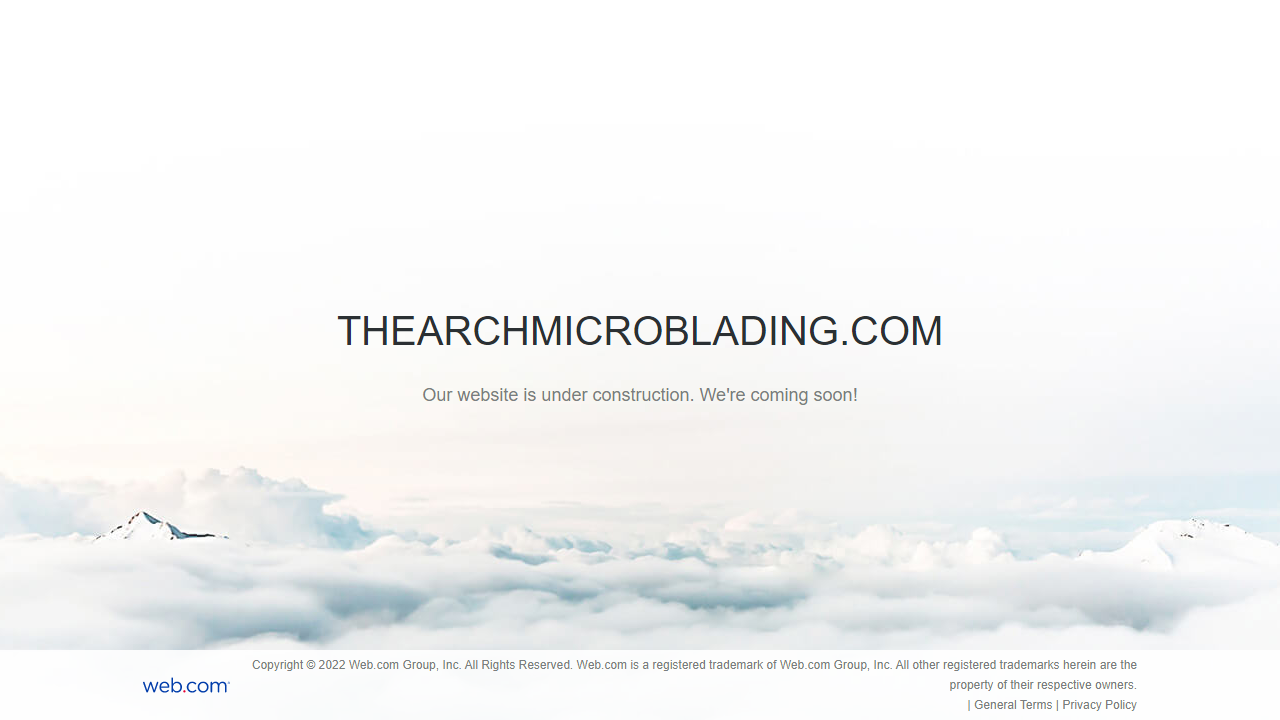 THEARCHMICROBLADING.COM
Our website is under construction. We're coming soon!
web.com
Copyright © 2022 Web.com Group, Inc. All Rights Reserved. Web.com is a registered trademark of Web.com Group, Inc. All other registered trademarks herein are the
property of their respective owners.
| General Terms | Privacy Policy